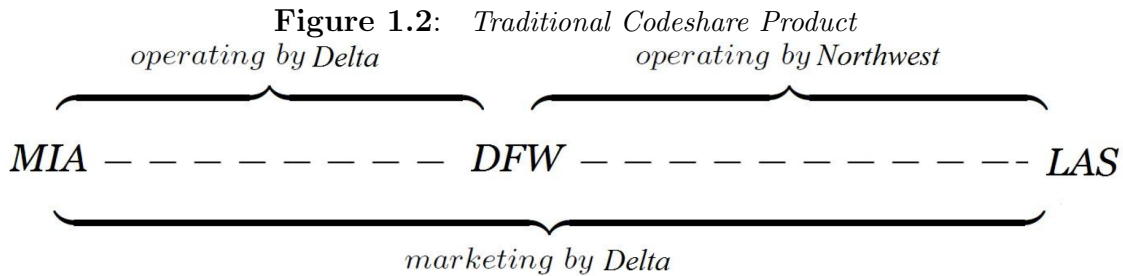 Figure 1.2: Traditional Codeshare Product
operating by Delta operating by Northwest
MIA DFW LAS
marketing by Delta